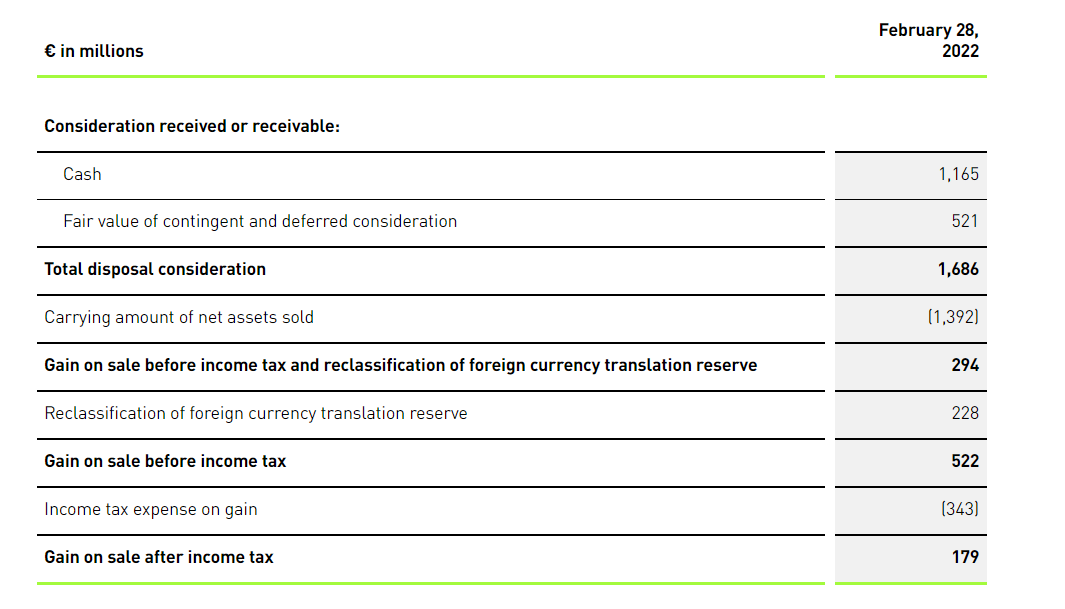 February 28,
€ in millions 2022
Consideration received or receivable:
Cash 1,165
Fair value of contingent and deferred consideration 521
Total disposal consideration 1,686
Carrying amount of net assets sold (1,392)
Gain on sale before income tax and reclassification of foreign currency translation reserve 294
Reclassification of foreign currency translation reserve 228
Gain on sale before income tax 522
Income tax expense on gain (343)
Gain on sale after income tax 179